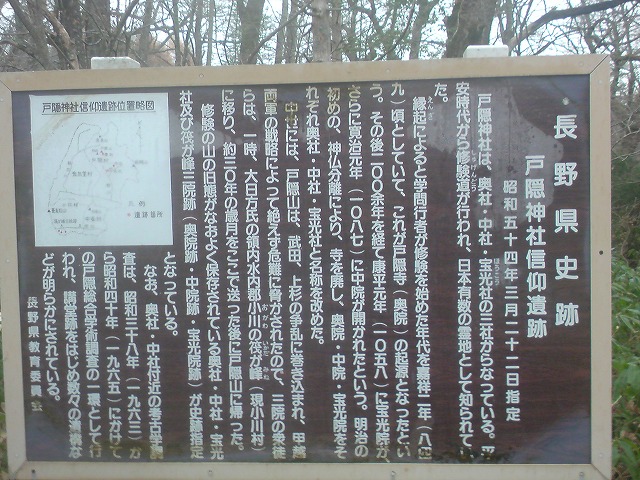 長野県史跡
戸隠神社信仰遺跡
昭和五十四年三月二十二日指定
戸隠神社は、奥社・中社・宝光社の三社からなっている。平
安時代から修験道が行われ、日本有数の霊地として知られてい
た。
縁起によると学問行者が修験を始めた年代を嘉祥二年(八四
九)頃としていて、これが戸隠寺(奥院)の起源となったとい
う。その後二〇〇余年を経て康平元年(一〇五八)に宝光院が
さらに寛治元年(一〇八七)に中院が開かれたという。明治の
初めの、神仏分離により、寺を廃し、奥院・中院・宝光院をそ
れぞれ奥社・中社・宝光社と名称を改めた。
中世には、戸隠山は、武田、上杉の争乱に巻き込まれ、甲越
両軍の戦略によって絶えず危難に脅かされたので、三院の衆徒
らは、一時、大日方氏の領内水内郡小川の筏が峰(現小川村)
に移り、約三〇年の歳月をここで送った後に戸隠山に帰った。
修験の山の旧態がなおよく保存されている奥社・中社・宝光
社及び筏が峰三院跡(奥院跡・中院跡・宝光院跡)が史跡指定
となっている。
なお、奥社・中社付近の考古学調
査は、昭和三十八年(一九六三)か
ら昭和四十年(一九六五)にかけて
の戸隠総合学術調査の一環として行
われ、講堂跡をはじめ数々の遺構な
どが明らかにされている。
長野県教育委員会
戸隠神社信仰遺跡位置略図